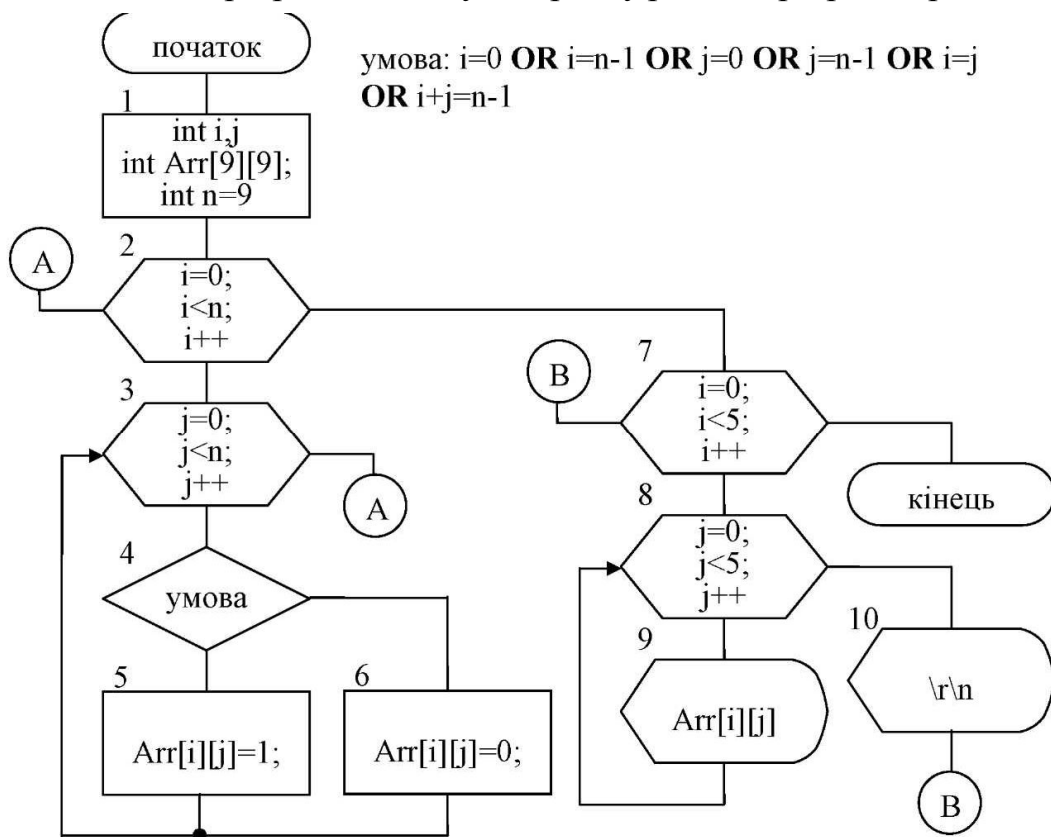 початок
умова: i=0 OR i=n-1 OR j=0 OR j=n-1 OR i=j
OR i+j=n-1
1
int i,j
int Arr[9][9];
int n=9
A
2
i=0;
i<n;
i++
3
j=0;
j<n;
j++
A
4
умова
5
Arr[i][j]=1;
6
Arr[i][j]=0;
B
7
i=0;
i<5;
i++
кінець
8
j=0;
j<5;
j++
9
Arr[i][j]
10
\r\n
B